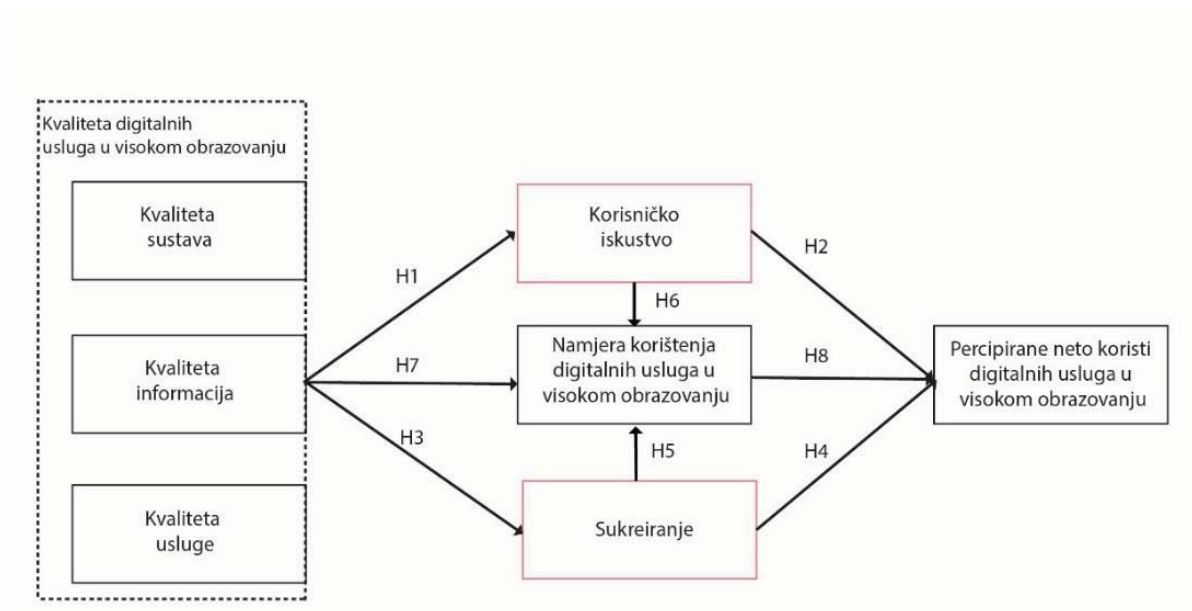 Kvaliteta digitalnih
usluga u visokom obrazovanju
Kvaliteta
sustava
Kvaliteta
informacija
Kvaliteta
usluge
H1
H7
H3
Korisničko
iskustvo
H6
Namjera korištenja
digitalnih usluga u
visokom obrazovanju
H5
Sukreiranje
H2
H8
H4
Percipirane neto koristi
digitalnih usluga u
visokom obrazovanju